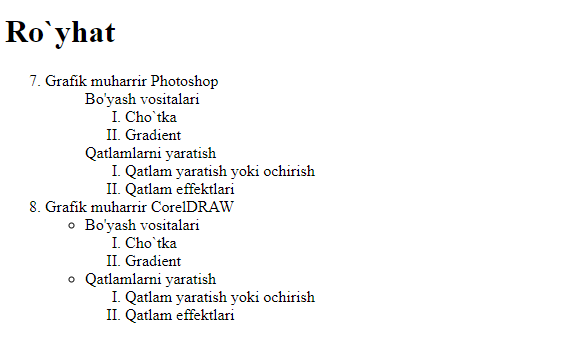 Ro`yhat
7. Grafik muharrir Photoshop
Bo'yash vositalari
I. Cho`tka
II. Gradient
Qatlamlarni yaratish
I. Qatlam yaratish yoki ochirish
II. Qatlam effektlari
8. Grafik muharrir CorelDRAW
Bo'yash vositalari
I. Cho`tka
II. Gradient
Qatlamlarni yaratish
I. Qatlam yaratish yoki ochirish
II. Qatlam effektlari